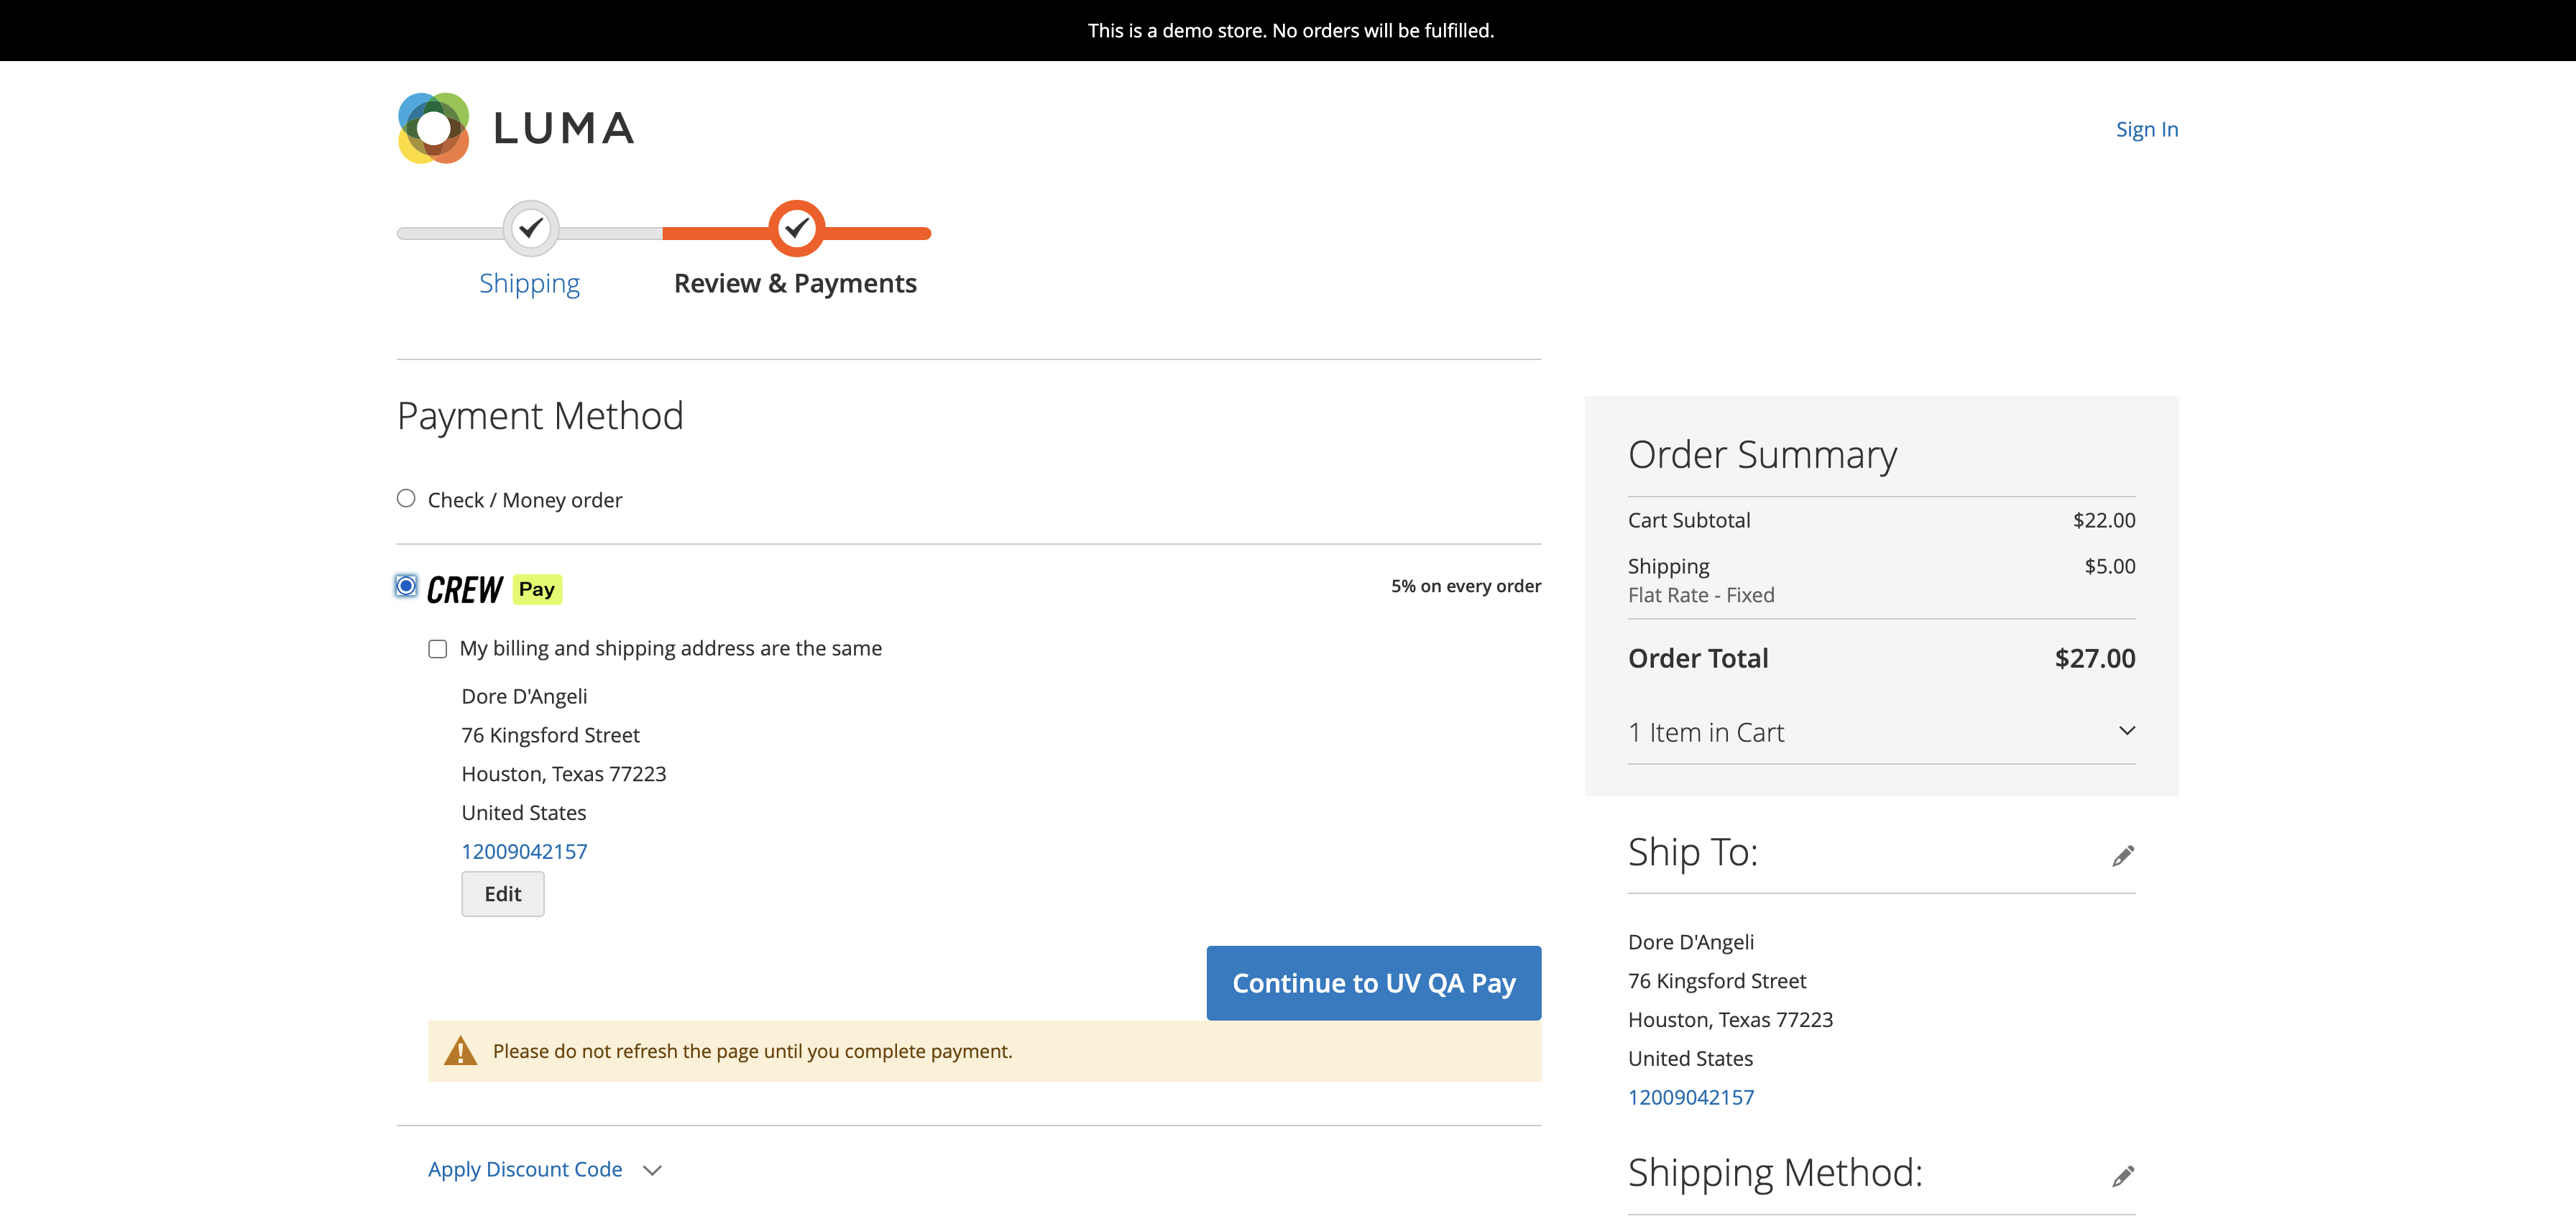 This is a demo store. No orders will be fulfilled.
LUMA
Sign In
Shipping
Review & Payments
Payment Method
Check / Money order
CREW Pay
5% on every order
My billing and shipping address are the same
Dore D'Angeli
76 Kingsford Street
Houston, Texas 77223
United States
12009042157
Edit
Continue to UV QA Pay
Please do not refresh the page until you complete payment.
Apply Discount Code
Order Summary
Cart Subtotal $22.00
Shipping $5.00
Flat Rate - Fixed
Order Total $27.00
1 Item in Cart
Ship To:
Dore D'Angeli
76 Kingsford Street
Houston, Texas 77223
United States
12009042157
Shipping Method: